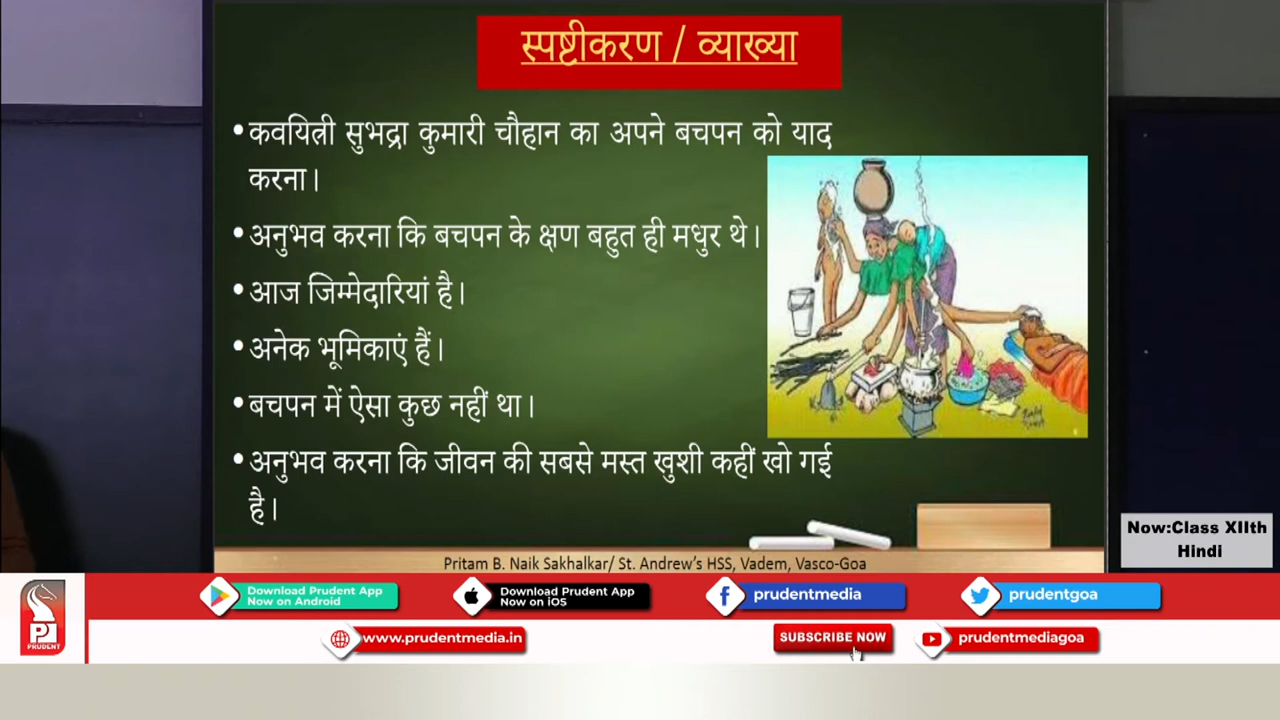 स्पष्टीकरण / व्याख्या
•कवयित्री सुभद्रा कुमारी चौहान का अपने बचपन को याद
करना।
•अनुभव करना कि बचपन के क्षण बहुत ही मधुर थे।
•आज जिम्मेदारियां है।
•अनेक भूमिकाएं हैं।
•बचपन में ऐसा कुछ नहीं था।
•अनुभव करना कि जीवन की सबसे मस्त खुशी कहीं खो गई
है।
Pritam B. Naik Sakhalkar/ St. Andrew's HSS, Vadem, Vasco-Goa
Now:Class XIIth
Hindi
PRUDENT
Download Prudent App
Now on Android
Download Prudent App
Now on iOS
prudentmedia
prudentgoa
www.prudentmedia.in
SUBSCRIBE NOW
prudentmediagoa